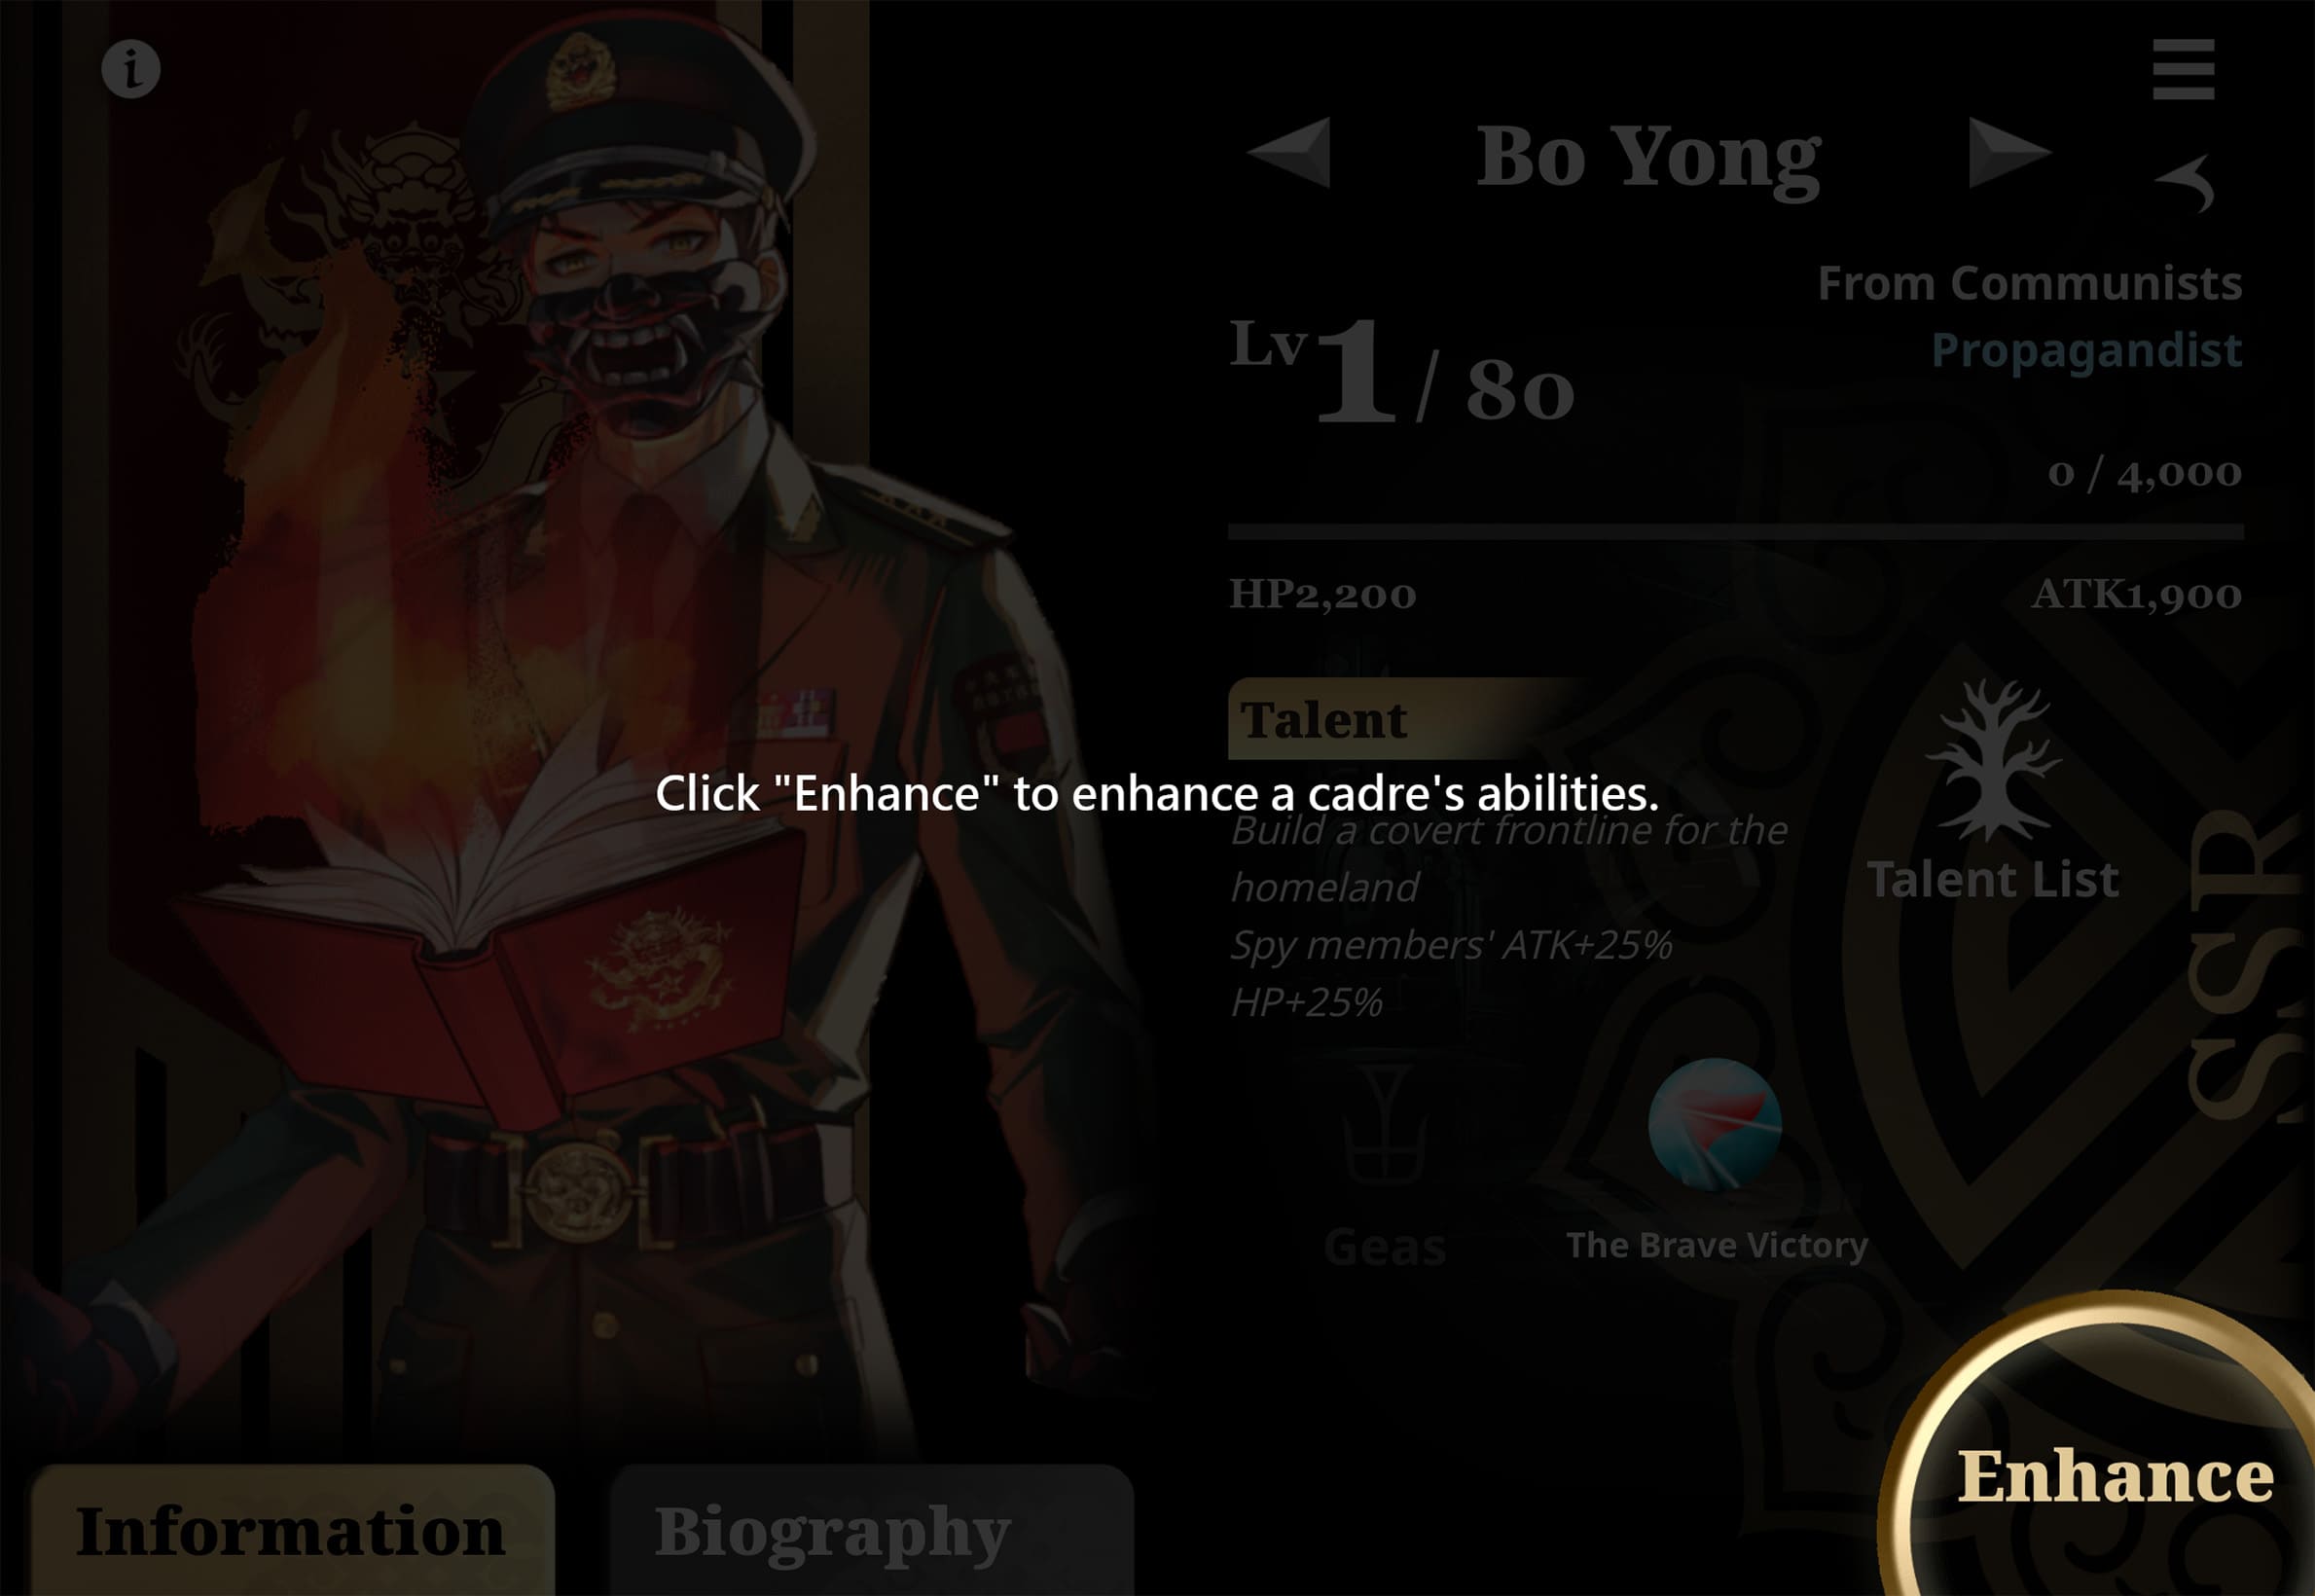 i
Bo Yong
From Communists
Propagandist
Lv 1 / 80
0 / 4,000
HP2,200
ATK1,900
Talent
Click "Enhance" to enhance a cadre's abilities.
Build a covert frontline for the
homeland
Spy members' ATK+25%
HP+25%
Talent List
SSR
Geas
The Brave Victory
Enhance
Information
Biography